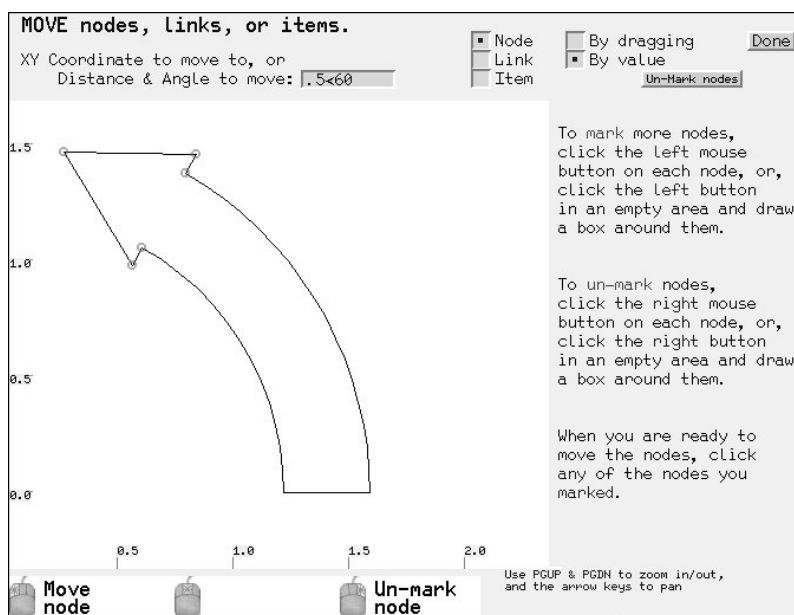 MOVE nodes, links, or items.
XY Coordinate to move to, or
Distance & Angle to move: .5<60
Node
Link
Item
By dragging
By value
Done
Un-Mark nodes
To mark more nodes,
click the left mouse
button on each node, or,
click the left button
in an empty area and draw
a box around them.
To un-mark nodes,
click the right mouse
button on each node, or,
click the right button
in an empty area and draw
a box around them.
When you are ready to
move the nodes, click
any of the nodes you
marked.
1.5
1.0
0.5
0.0
0.5 1.0 1.5 2.0
Move
node
Un-mark
node
Use PGUP & PGDN to zoom in/out,
and the arrow keys to pan